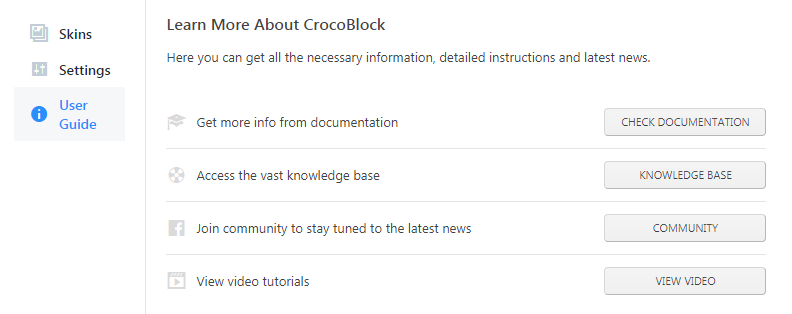 Skins
Settings
User
Guide
Learn More About CrocoBlock
Here you can get all the necessary information, detailed instructions and latest news.
Get more info from documentation
CHECK DOCUMENTATION
Access the vast knowledge base
KNOWLEDGE BASE
Join community to stay tuned to the latest news
COMMUNITY
View video tutorials
VIEW VIDEO